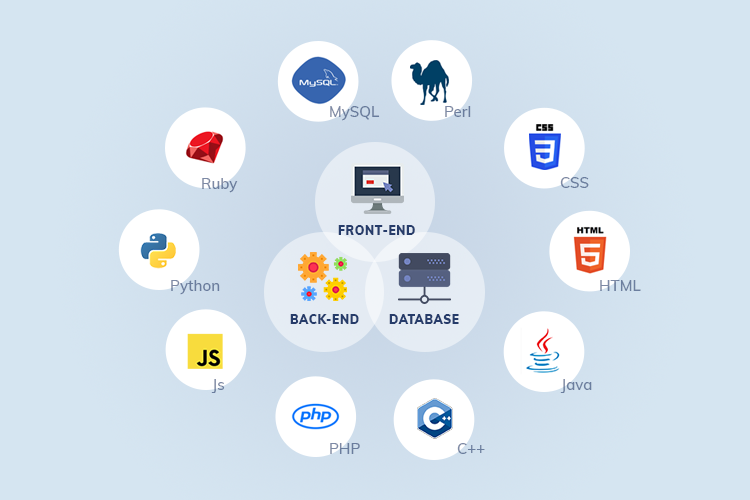 MySQL
MySQL
Perl
CSS
CSS
Ruby
HTML
5
HTML
FRONT-END
Python
BACK-END
DATABASE
JS
Js
Java
php
PHP
C++
C++